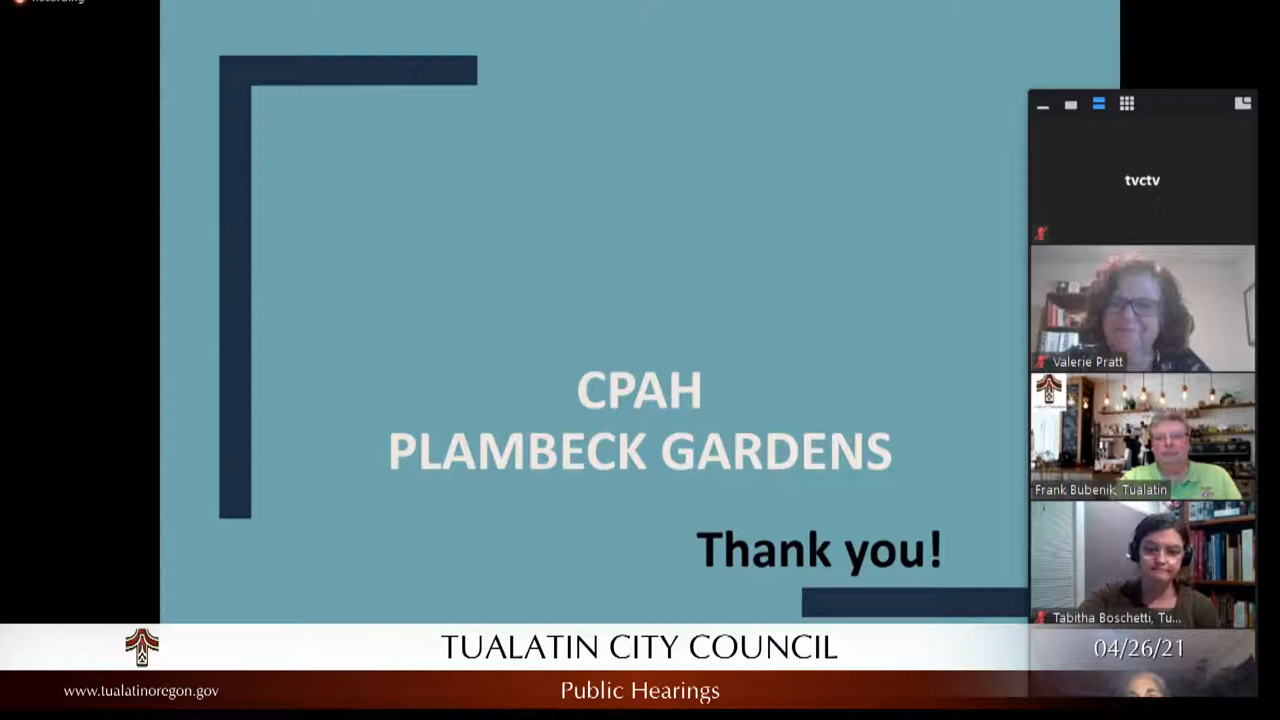 Recording
CPAH
PLAMBECK GARDENS
Thank you!
tvctv
Valerie Pratt
Frank Bubenik, Tualatin
Tabitha Boschetti, Tu...
TUALATIN CITY COUNCIL
04/26/21
www.tualatinoregon.gov
Public Hearings